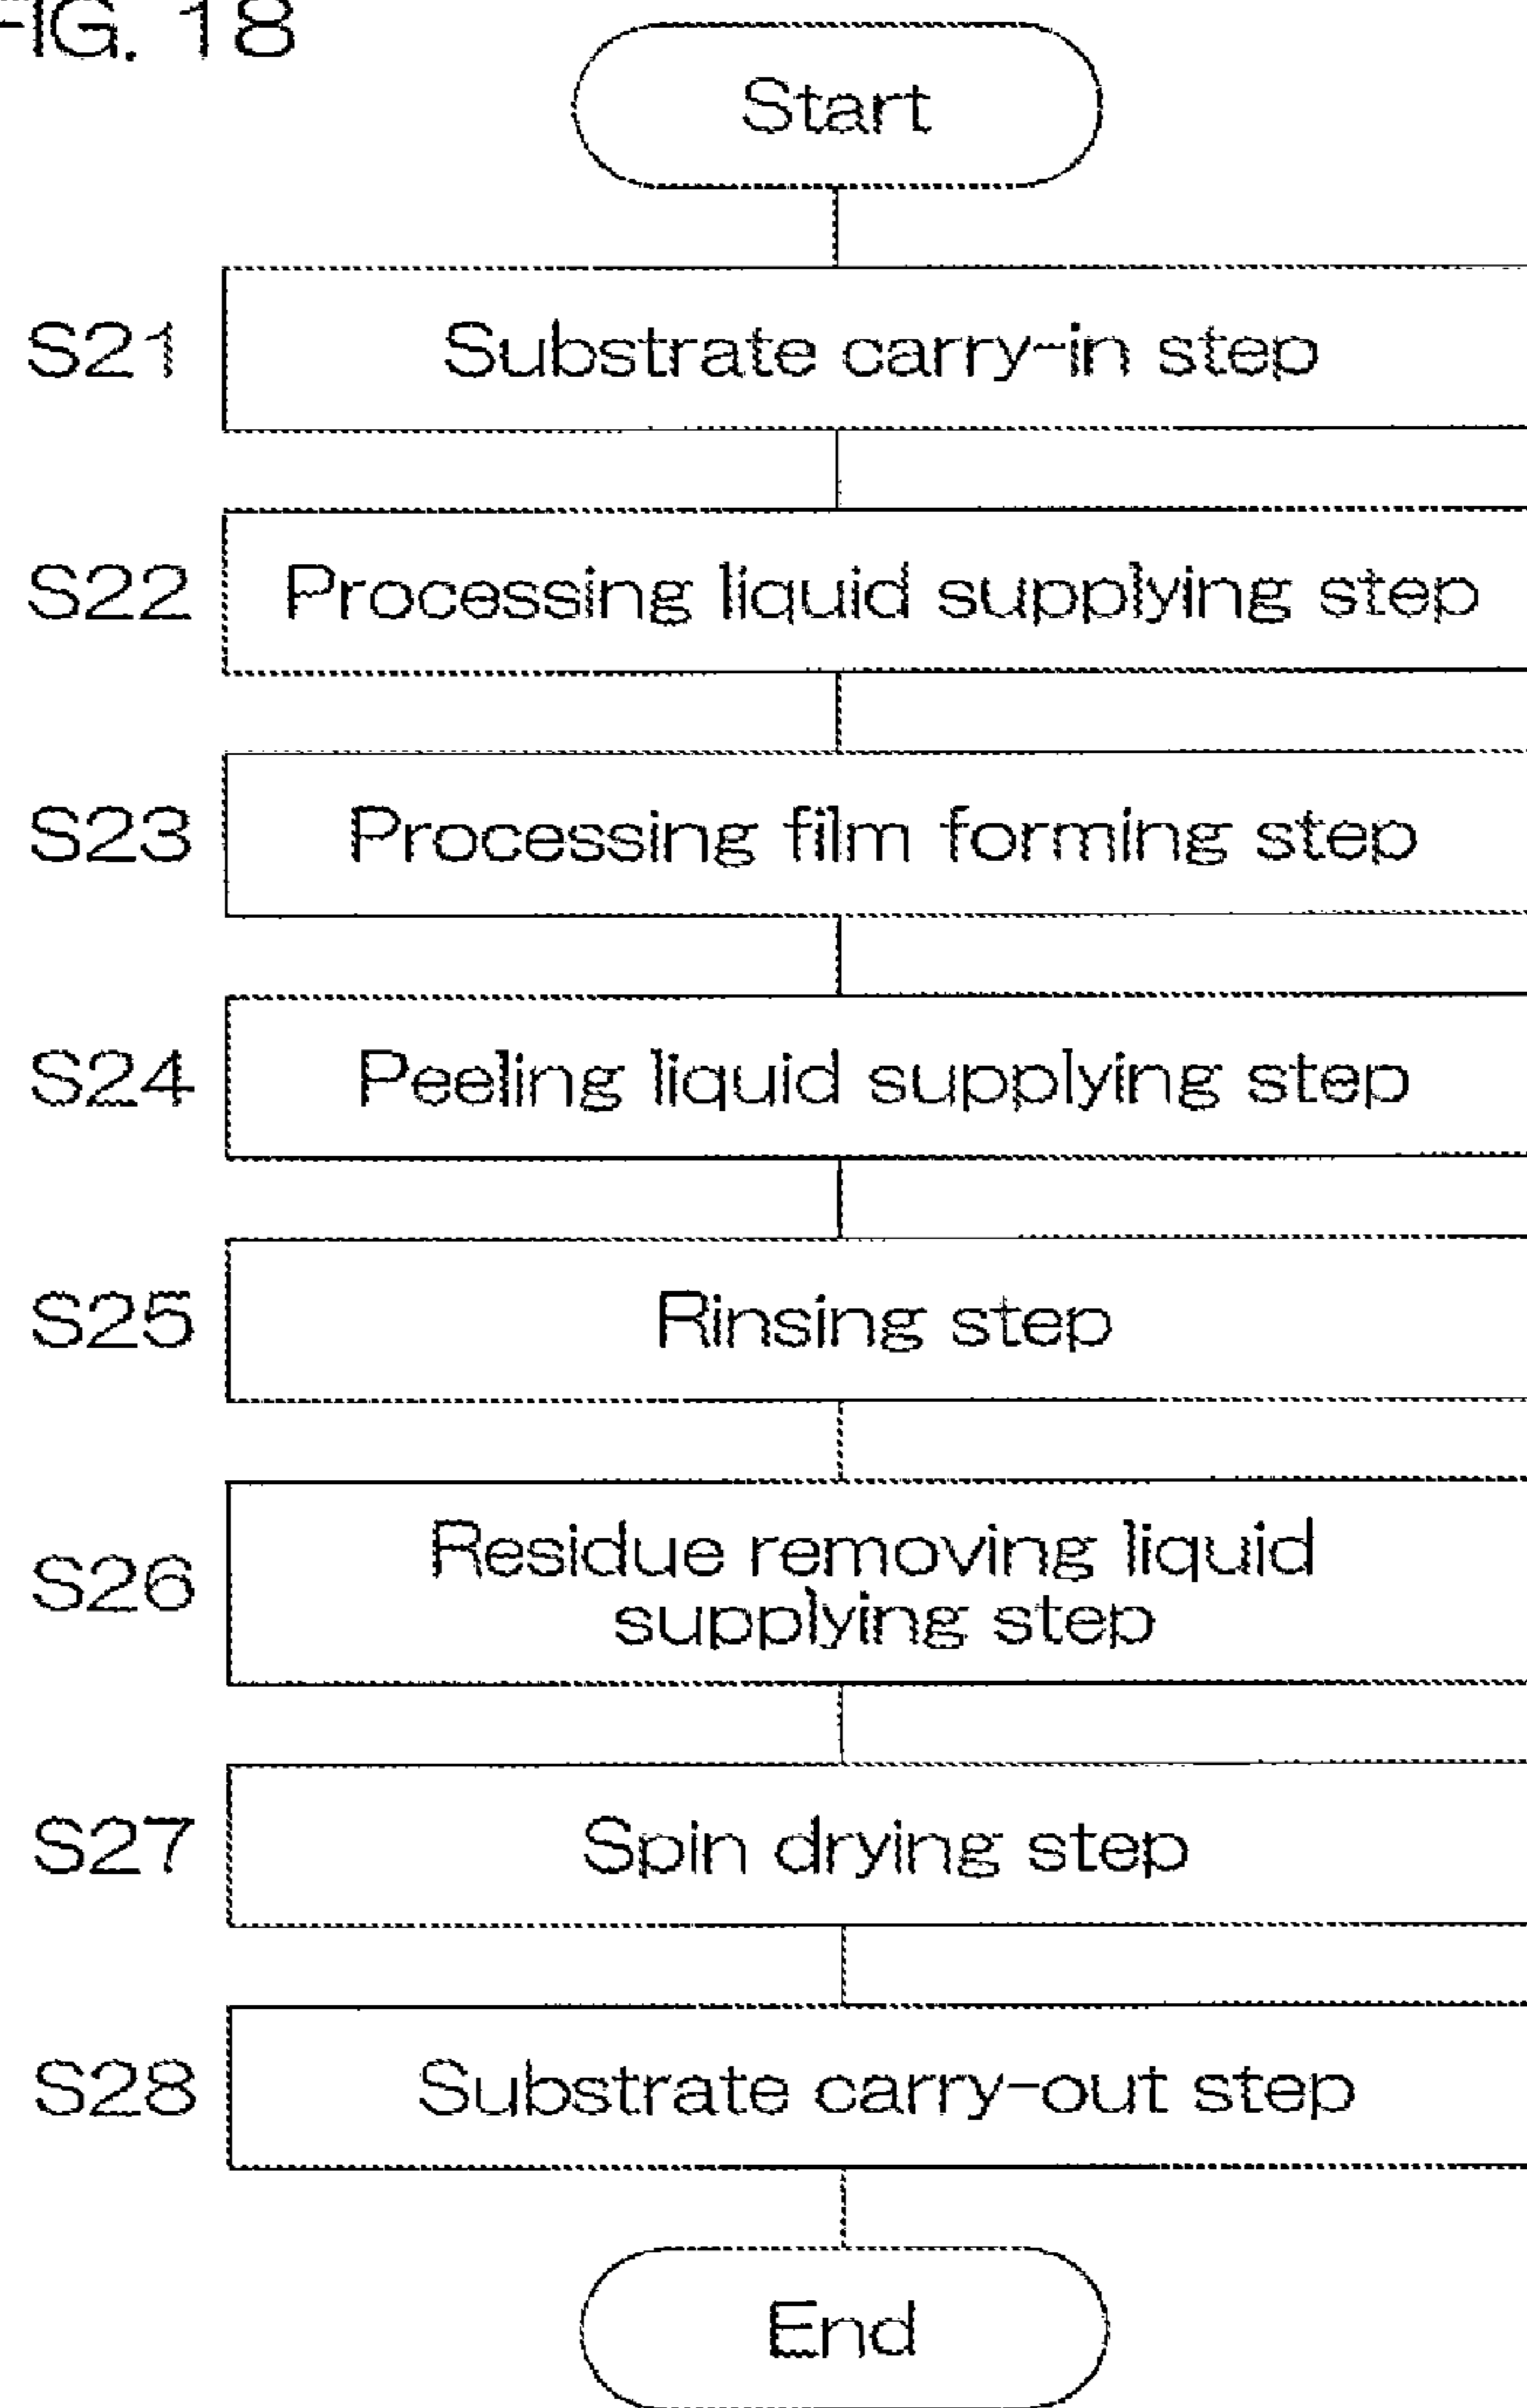 FIG. 18
Start
S21 Substrate carry-in step
S22 Processing liquid supplying step
S23 Processing film forming step
S24 Peeling liquid supplying step
S25 Rinsing step
S26 Residue removing liquid
supplying step
S27 Spin drying step
S28 Substrate carry-out step
End